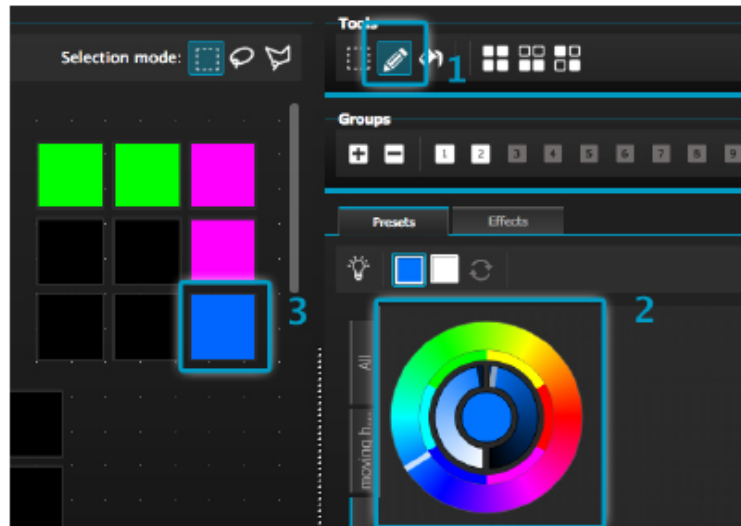 Tools
Selection mode:
1
Groups
1 2 3 4 5 6 7 8 9
Presets Effects
3
2
All
moving h...